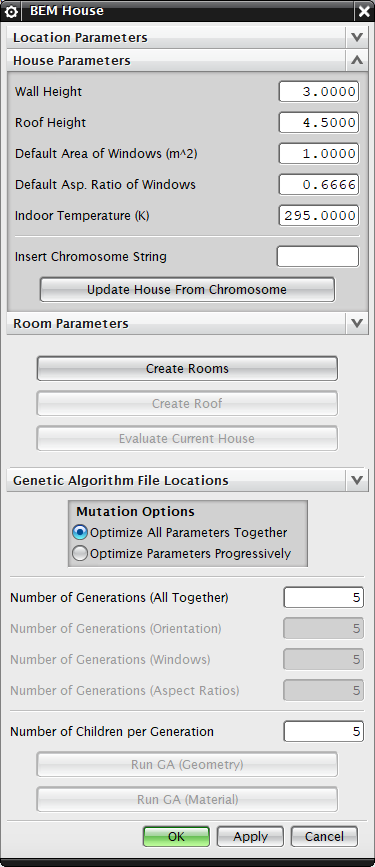 BEM House
Location Parameters
House Parameters
Wall Height 3.0000
Roof Height 4.5000
Default Area of Windows (m^2) 1.0000
Default Asp. Ratio of Windows 0.6666
Indoor Temperature (K) 295.0000
Insert Chromosome String
Update House From Chromosome
Room Parameters
Create Rooms
Create Roof
Evaluate Current House
Genetic Algorithm File Locations
Mutation Options
Optimize All Parameters Together
Optimize Parameters Progressively
Number of Generations (All Together) 5
Number of Generations (Orientation) 5
Number of Generations (Windows) 5
Number of Generations (Aspect Ratios) 5
Number of Children per Generation 5
Run GA (Geometry)
Run GA (Material)
OK Apply Cancel